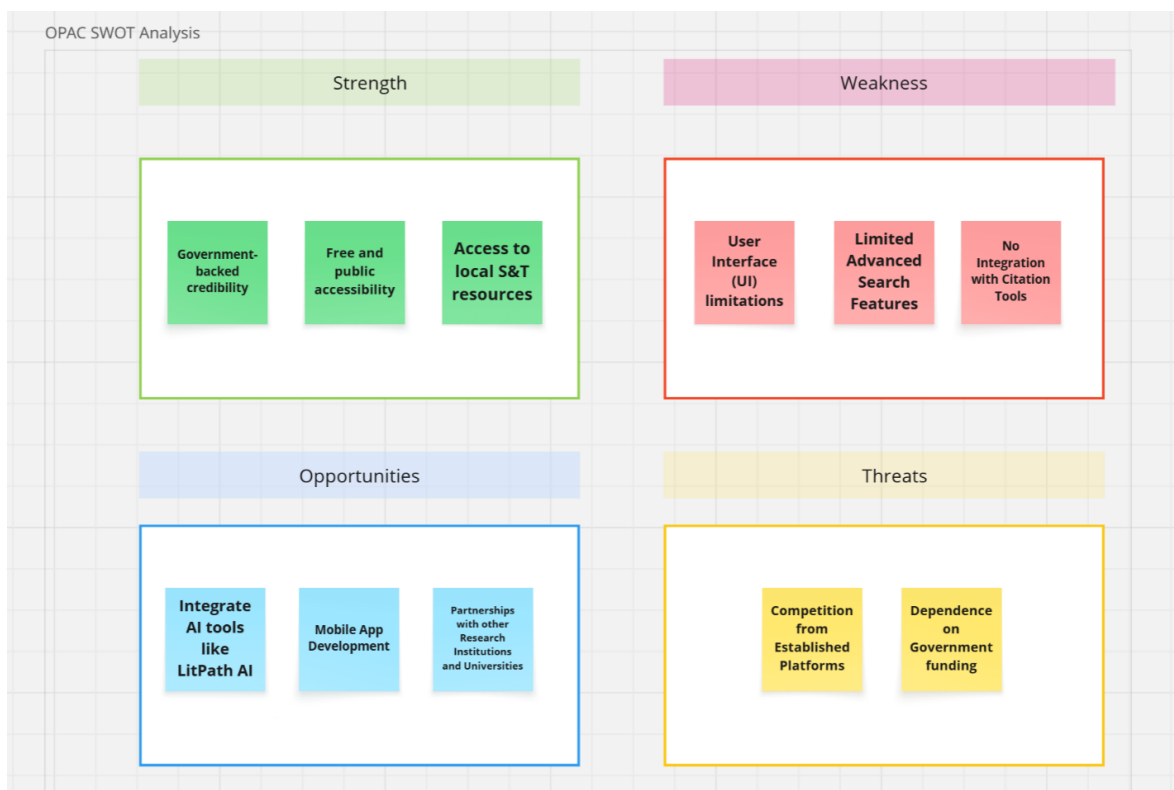 OPAC SWOT Analysis
Strength
Weakness
Government-
backed
credibility
Free and
public
accessibility
Access to
local S&T
resources
User
Interface
(UI)
limitations
Limited
Advanced
Search
Features
No
Integration
with Citation
Tools
Opportunities
Threats
Integrate
AI tools
like
LitPath AI
Mobile App
Development
Partnerships
with other
Research
Institutions
and Universities
Competition
from
Established
Platforms
Dependence
on
Government
funding